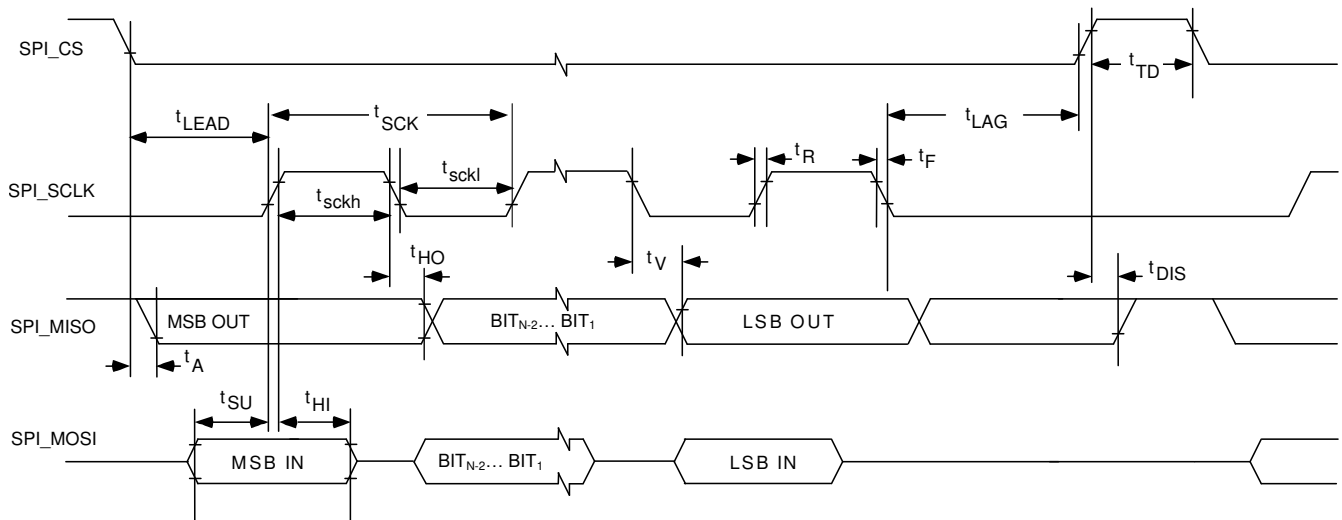 SPI_CS
tTD
tLEAD
tSCK
tLAG
tR
tF
SPI_SCLK
tsckl
tsckh
tHO
tV
tDIS
SPI_MISO
MSB OUT
BITN-2... BIT1
LSB OUT
tA
tSU
tHI
SPI_MOSI
MSB IN
BITN-2... BIT1
LSB IN